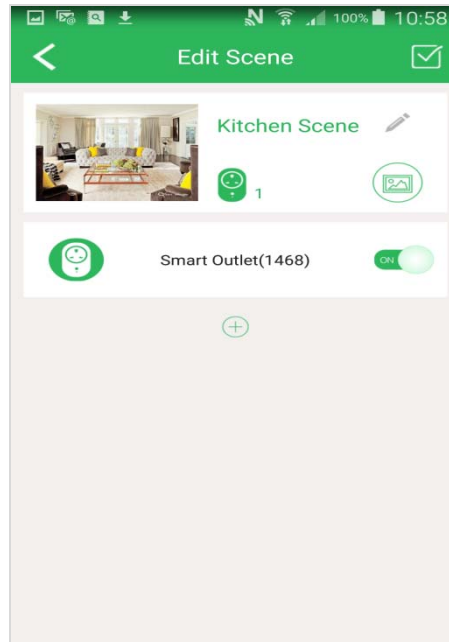 100% 10:58
Edit Scene
Kitchen Scene
1
Smart Outlet(1468)
ON